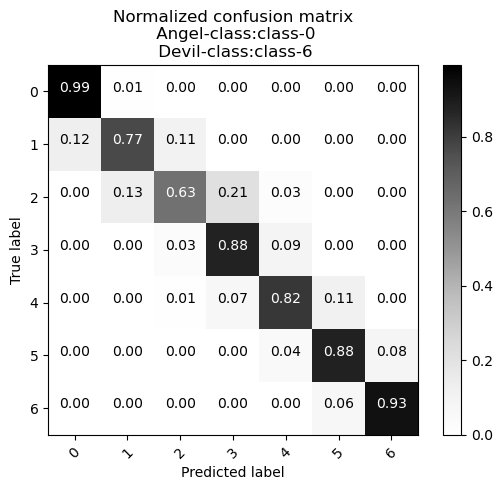 Normalized confusion matrix
Angel-class:class-0
Devil-class:class-6
0 0.99 0.01 0.00 0.00 0.00 0.00 0.00
1 0.12 0.77 0.11 0.00 0.00 0.00 0.00
2 0.00 0.13 0.63 0.21 0.03 0.00 0.00
3 0.00 0.00 0.03 0.88 0.09 0.00 0.00
4 0.00 0.00 0.01 0.07 0.82 0.11 0.00
5 0.00 0.00 0.00 0.00 0.04 0.88 0.08
6 0.00 0.00 0.00 0.00 0.00 0.06 0.93
0 1 2 3 4 5 6
True label
Predicted label
0.8
0.6
0.4
0.2
0.0